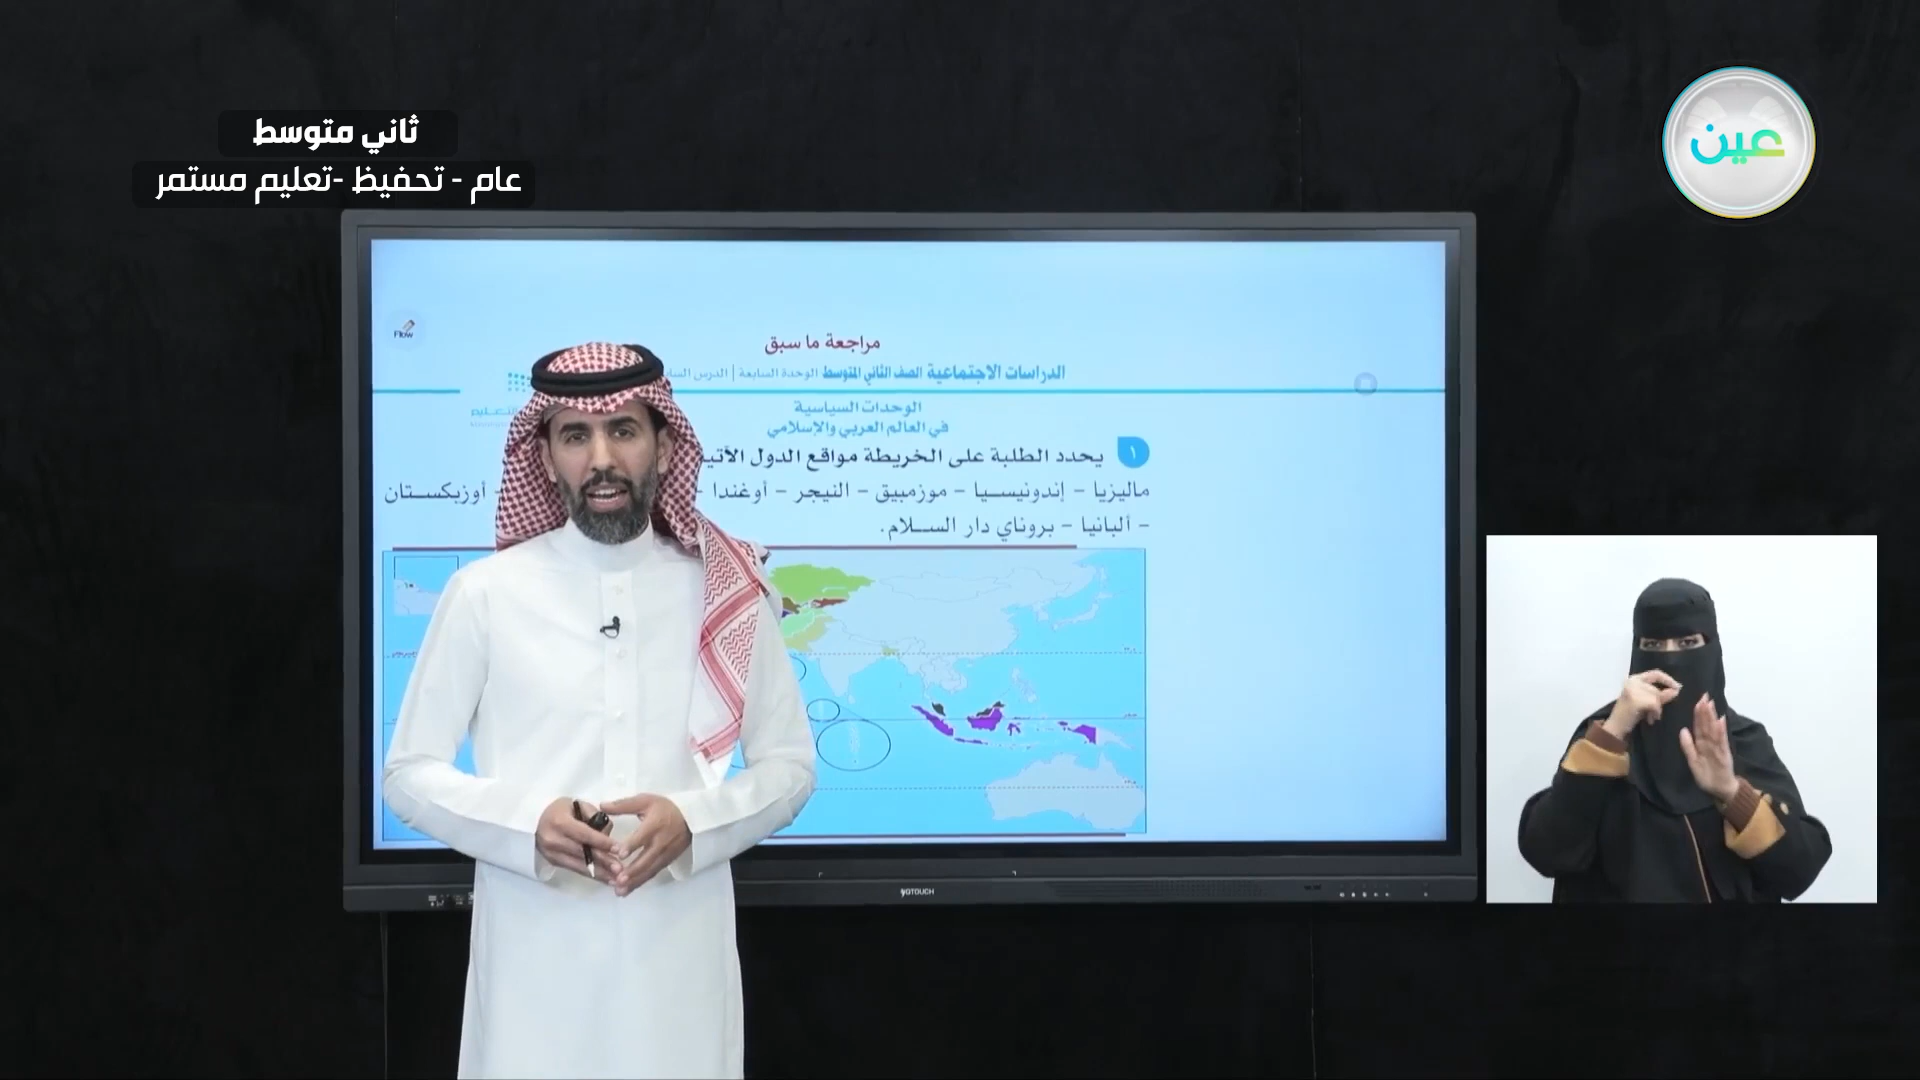 ثاني متوسط
عام - تحفيظ -تعليم مستمر
عين
Flow
مراجعة ما سبق
الدراسات الاجتماعية الصف الثاني المتوسط الوحدة السابعة | الدرس
الوحدات السياسية
في العالم العربي والإسلامي
١ يحدد الطلبة على الخريطة مواقع الدول
ماليزيا - إندونيسيا - موزمبيق - النيجر - أوغندا - - أوزبكستان
- ألبانيا - بروناي دار السلام.
YOTOUCH